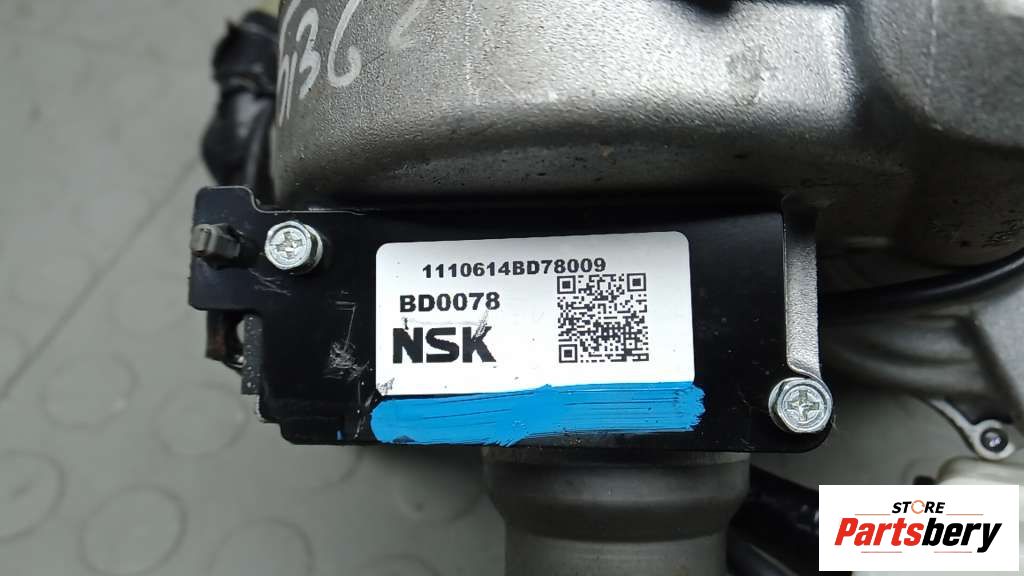 1110614BD78009
BD0078
NSK
STORE
Partsbery